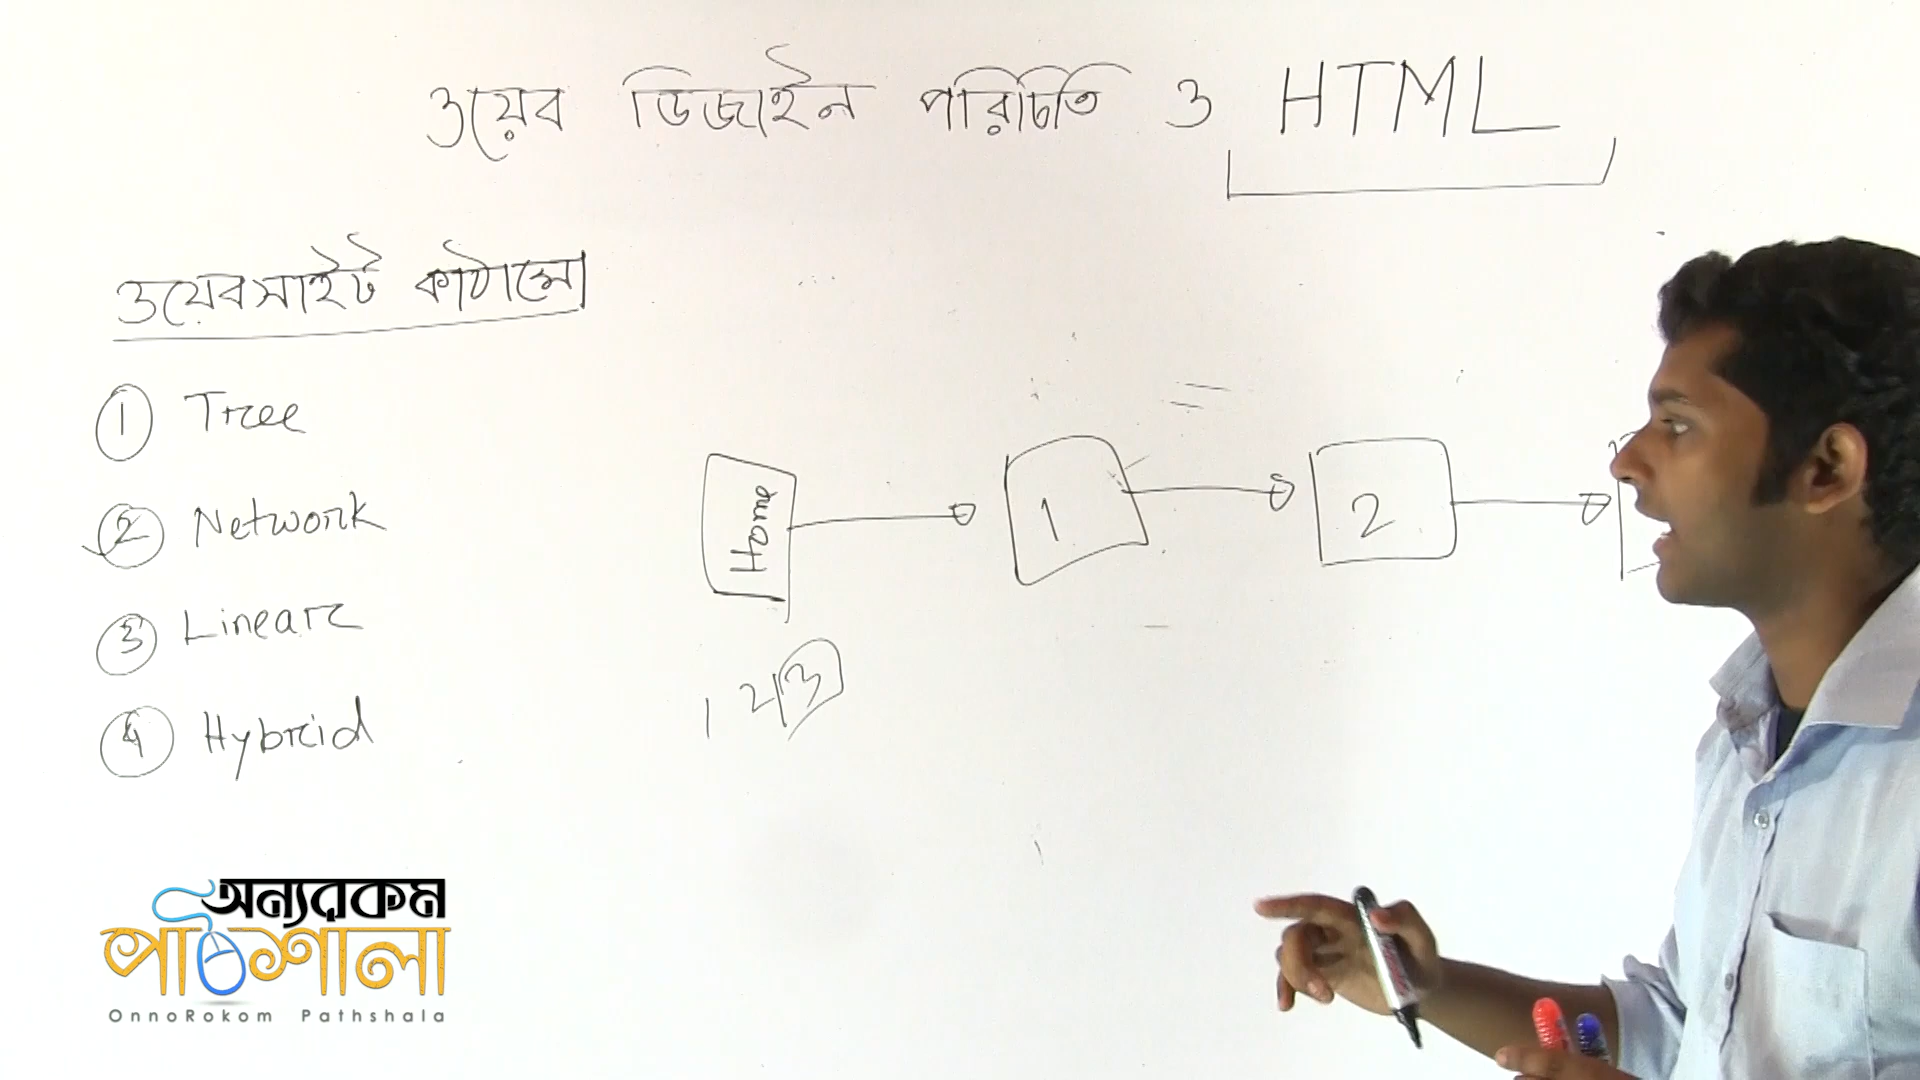 ওয়েব ডিজাইন পরিচিতি ও HTML
ওয়েবসাইট কাঠামো
① Tree
② Network
③ Linear
④ Hybrid
Home
1
2
1 2 3
অন্যরকম
পাঠশালা
OnnoRokom Pathshala